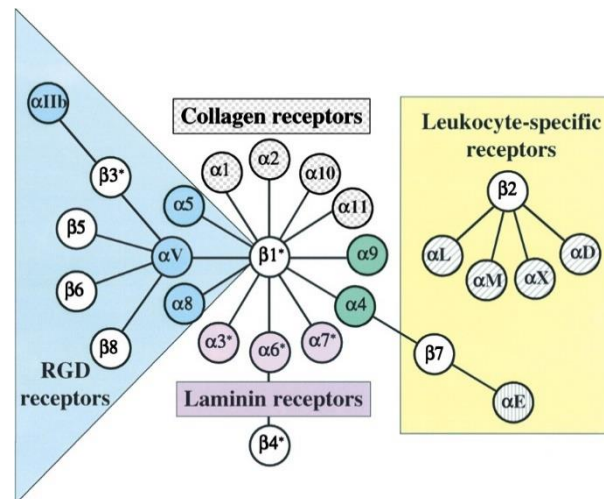 αIIb
Collagen receptors
Leukocyte-specific
receptors
α1
α2
α10
α11
β3*
α5
β2
β5
αV
β1*
α9
αL
αM
αX
αD
β6
α8
α4
β8
α3*
α6*
α7*
β7
RGD
receptors
Laminin receptors
αE
β4*